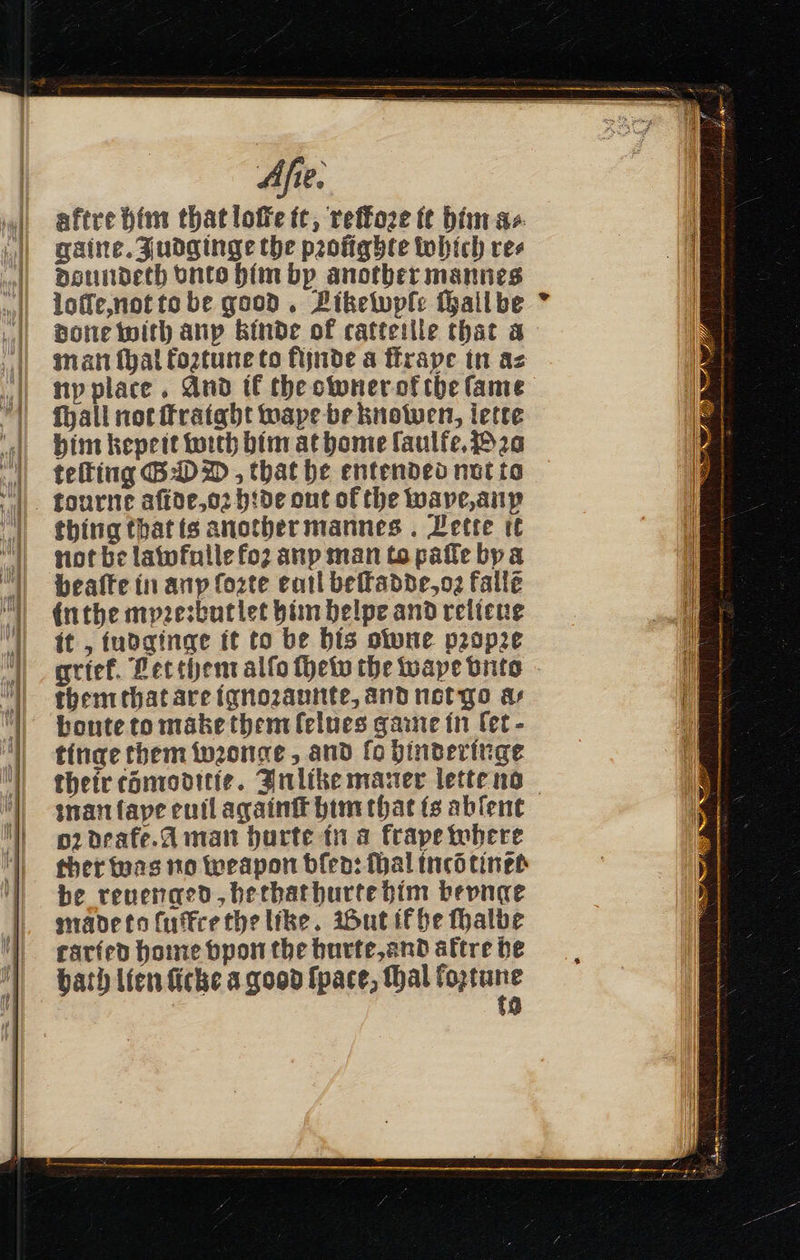 Asie.
aftre him that loste it, restore it him a-
gaine. Judginge the profighte which re-
doundeth vnto him by another mannes
losse, not to be good. Likewyse shall be
done with any kinde of catteille that a
man shal fortune to fijnde a straye in a-
ny place. And if the owner of the same
shall not straight waye be knowen, lette
him kepe it with him at home saulfe. Pro
testing GOD, that he entended not to
tourne aside, or hide out of the waye, any
thing that is another mannes. Lette it
not be lawfulle for any man to passe by a
beaste in any sorte euil bestadde, or fallē
in the myre: but let him helpe and relieue
it, iudginge it to be his owne propre
grief. Let them also shew the waye vnto
them that are ignoraunte, and not go a-
boute to make them selues game in set-
tinge them wronge, and so hinderinge
their cōmoditie. In like maner lette no
man saye euil against him that is absent
or deafe. A man hurte in a fraye where
ther was no weapon vsed: shal incōtinēt
be reuenged, he that hurte him beynge
made to suffre the like. But if he shalbe
caried home vpon the hurte, and aftre he
hath lien sicke a good space, shal fortune
to